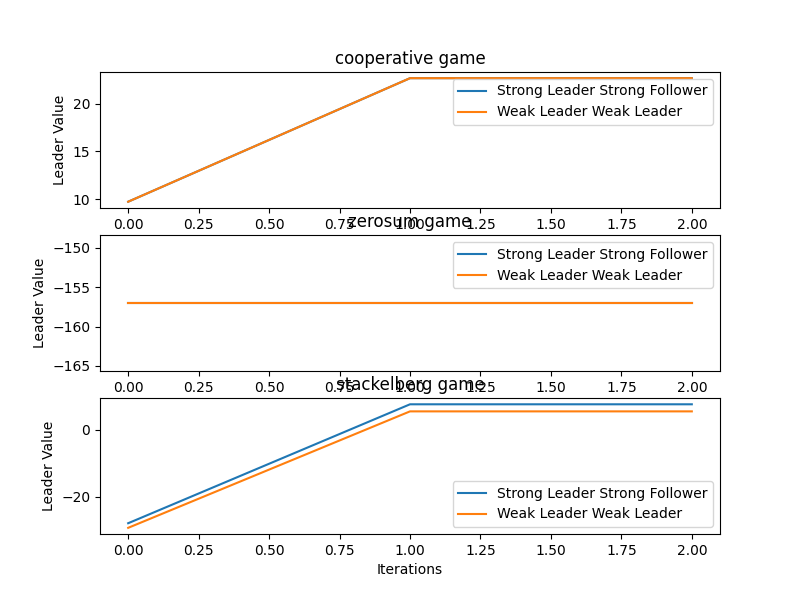 cooperative game
Leader Value
20
15
10
Strong Leader Strong Follower
Weak Leader Weak Leader
0.00 0.25 0.50 0.75 1.00 1.25 1.50 1.75 2.00
zerosum game
Leader Value
−150
−155
−160
−165
Strong Leader Strong Follower
Weak Leader Weak Leader
0.00 0.25 0.50 0.75 1.00 1.25 1.50 1.75 2.00
stackelberg game
Leader Value
0
−20
Strong Leader Strong Follower
Weak Leader Weak Leader
0.00 0.25 0.50 0.75 1.00 1.25 1.50 1.75 2.00
Iterations